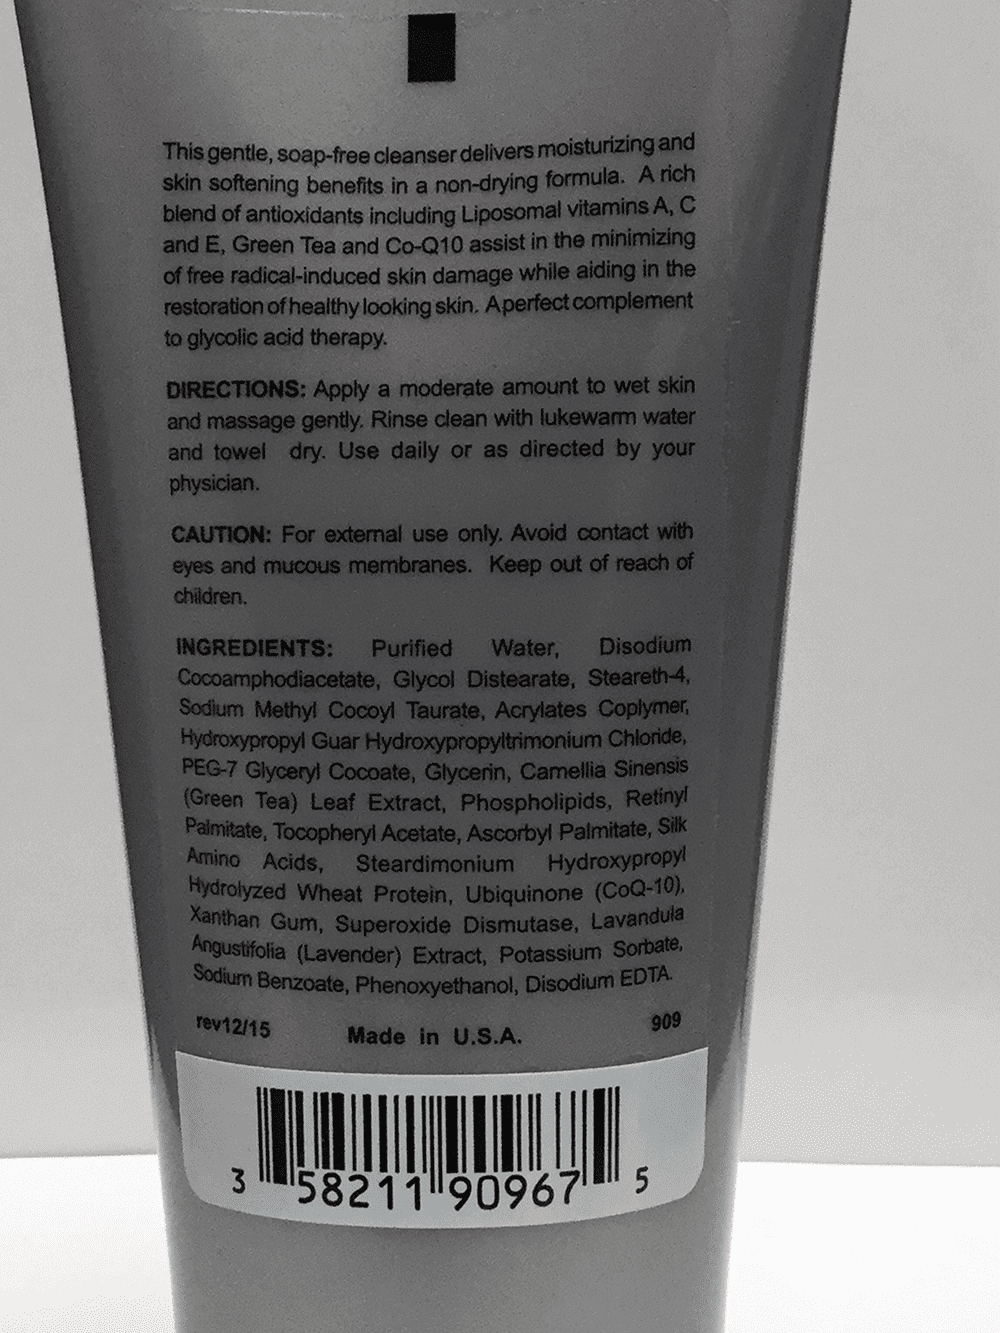 This gentle, soap-free cleanser delivers moisturizing and
skin softening benefits in a non-drying formula. A rich
blend of antioxidants including Liposomal vitamins A, C
and E, Green Tea and Co-Q10 assist in the minimizing
of free radical-induced skin damage while aiding in the
restoration of healthy looking skin. A perfect complement
to glycolic acid therapy.
DIRECTIONS: Apply a moderate amount to wet skin
and massage gently. Rinse clean with lukewarm water
and towel dry. Use daily or as directed by your
physician.
CAUTION: For external use only. Avoid contact with
eyes and mucous membranes. Keep out of reach of
children.
INGREDIENTS: Purified Water, Disodium
Cocoamphodiacetate, Glycol Distearate, Steareth-4,
Sodium Methyl Cocoyl Taurate, Acrylates Coplymer,
Hydroxypropyl Guar Hydroxypropyltrimonium Chloride,
PEG-7 Glyceryl Cocoate, Glycerin, Camellia Sinensis
(Green Tea) Leaf Extract, Phospholipids, Retinyl
Palmitate, Tocopheryl Acetate, Ascorbyl Palmitate, Silk
Amino Acids, Steardimonium Hydroxypropyl
Hydrolyzed Wheat Protein, Ubiquinone (CoQ-10),
Xanthan Gum, Superoxide Dismutase, Lavandula
Angustifolia (Lavender) Extract, Potassium Sorbate,
Sodium Benzoate, Phenoxyethanol, Disodium EDTA.
rev12/15 Made in U.S.A. 909
3 58211 90967 5